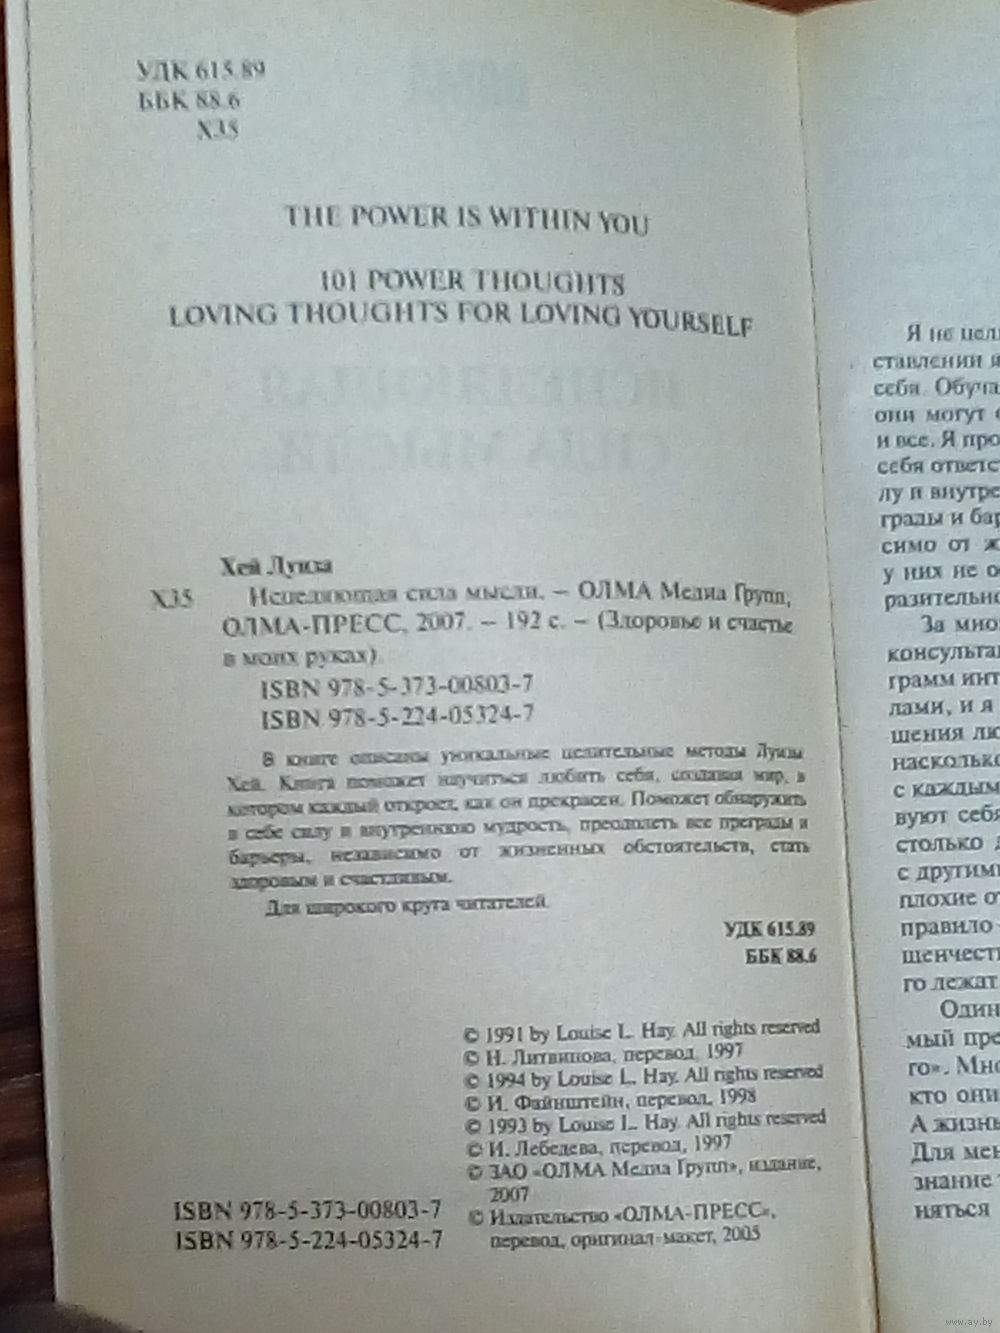 УДК 615.89
ББК 88.6
Х35
THE POWER IS WITHIN YOU
101 POWER THOUGHTS
LOVING THOUGHTS FOR LOVING YOURSELF
Хей Луиза
Х35 Исцеляющая сила мысли. – ОЛМА Медиа Групп,
ОЛМА-ПРЕСС, 2007. – 192 с. – (Здоровье и счастье
в моих руках).
ISBN 978-5-373-00803-7
ISBN 978-5-224-05324-7
В книге описаны уникальные целительные методы Луизы
Хей. Книга поможет научиться любить себя, создавая мир, в
котором каждый откроет, как он прекрасен. Поможет обнаружить
в себе силу и внутреннюю мудрость, преодолеть все преграды и
барьеры, независимо от жизненных обстоятельств, стать
здоровым и счастливым.
Для широкого круга читателей.
УДК 615.89
ББК 88.6
© 1991 by Louise L. Hay. All rights reserved
© Н. Литвинова, перевод, 1997
© 1994 by Louise L. Hay. All rights reserved
© И. Файнштейн, перевод, 1998
© 1993 by Louise L. Hay. All rights reserved
© И. Лебедева, перевод, 1997
© ЗАО «ОЛМА Медиа Групп», издание,
2007
© Издательство «ОЛМА-ПРЕСС»,
перевод, оригинал-макет, 2005
ISBN 978-5-373-00803-7
ISBN 978-5-224-05324-7
Я не цели
ставлении я
себя. Обуча
они могут
и все. Я про
себя ответс
лу и внутре
грады и бар
симо от ж
у них не о
разительно
За мно
консульта
грамм инт
лами, и я
шения лю
насколько
с каждым
вуют себя
столько д
с другими
плохие от
правило –
шенчеств
го лежат
Один
мый пре
го». Мно
кто они
А жизнь
Для мен
знание
няться
www.ay.by